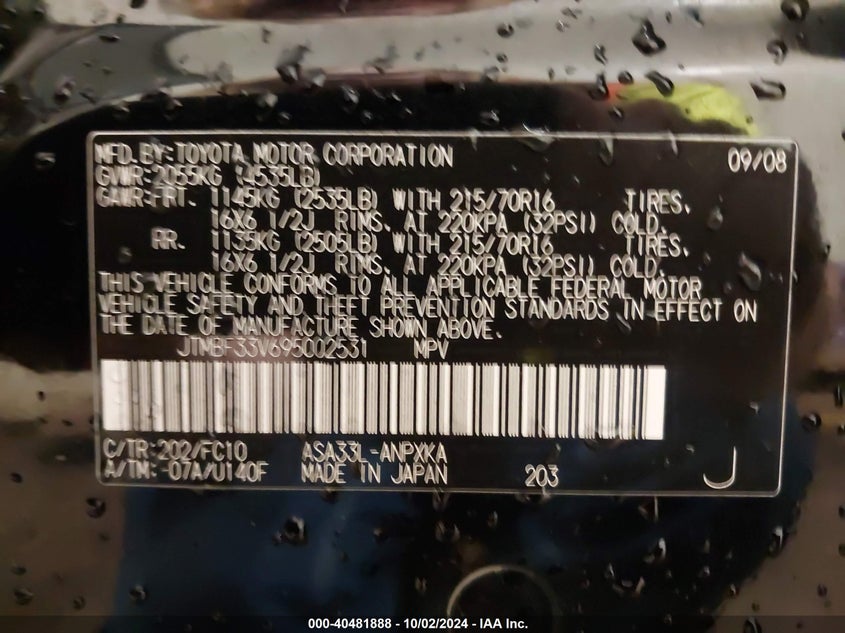 MFD.BY:TOYOTA MOTOR CORPORATION 09/08
GVWR:2055KG (4535LB)
GAWR:FRT. 1145KG (2535LB) WITH 215/70R16 TIRES,
16X6 1/2J RIMS, AT 220KPA (32PSI) COLD.
RR. 1135KG (2505LB) WITH 215/70R16 TIRES,
16X6 1/2J RIMS, AT 220KPA (32PSI) COLD.
THIS VEHICLE CONFORMS TO ALL APPLICABLE FEDERAL MOTOR
VEHICLE SAFETY AND THEFT PREVENTION STANDARDS IN EFFECT ON
THE DATE OF MANUFACTURE SHOWN ABOVE.
JTMBF33V695002531 MPV
C/TR:202/FC10 ASA33L-ANPXKA
A/TM:-07A/U140F MADE IN JAPAN 203 J
000-40481888 - 10/02/2024 - IAA Inc.